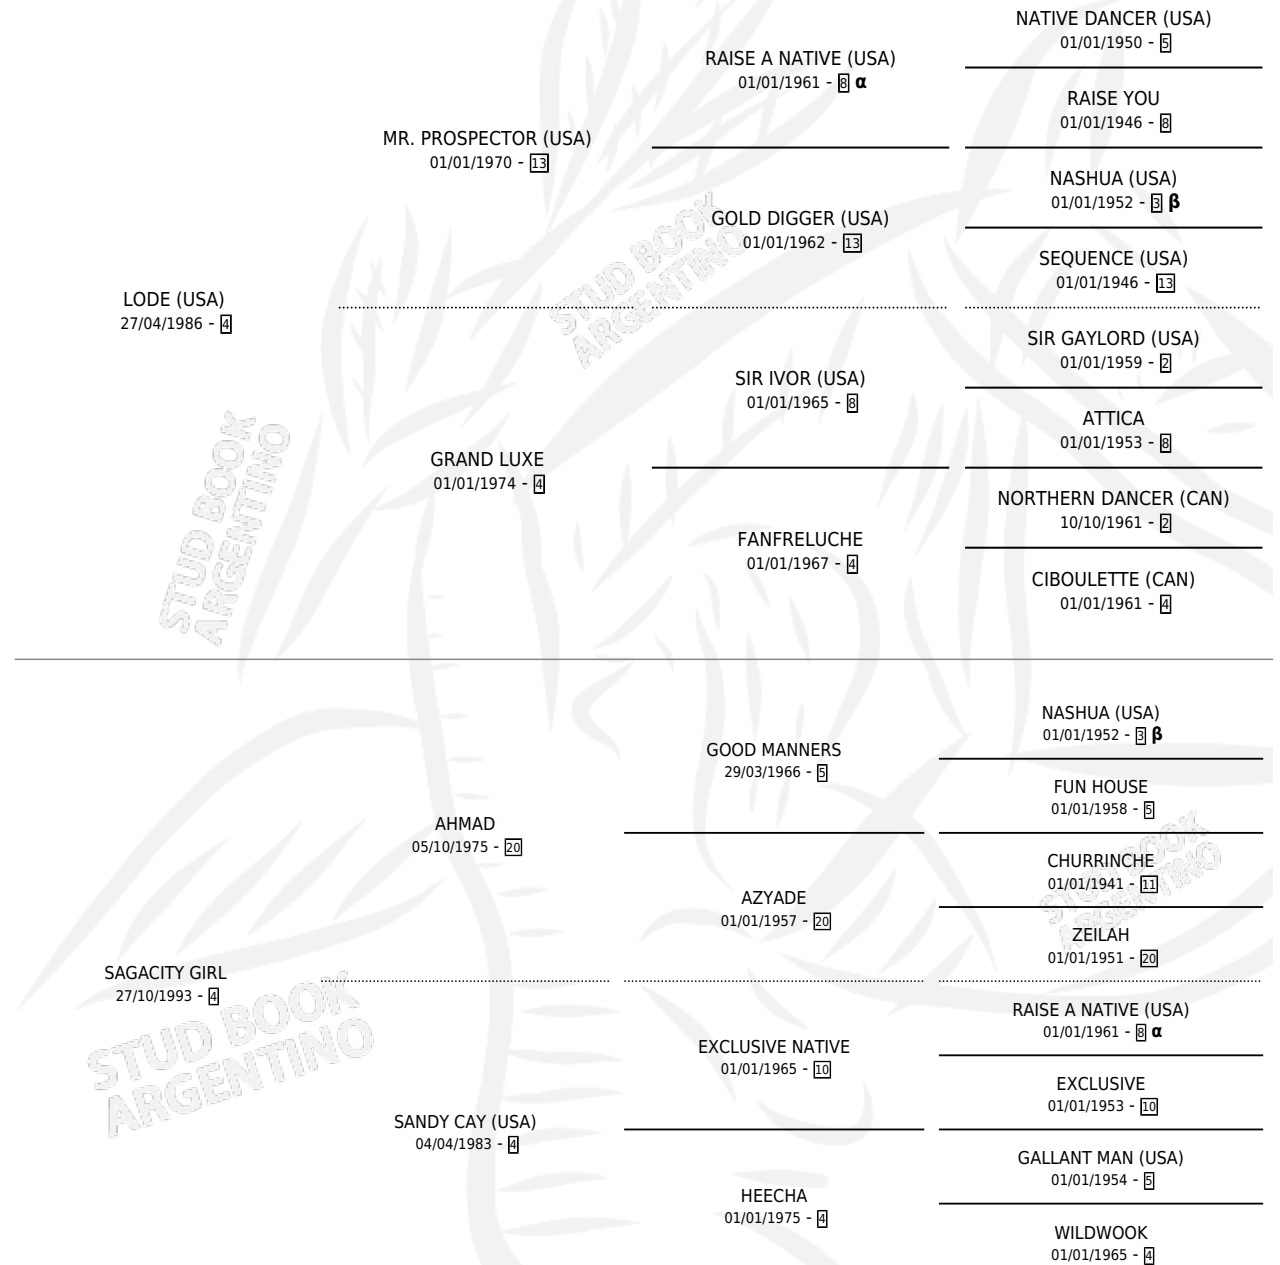 NATIVE DANCER (USA)
01/01/1950 - 5
RAISE A NATIVE (USA)
01/01/1961 - 8 α
RAISE YOU
01/01/1946 - 8
MR. PROSPECTOR (USA)
01/01/1970 - 13
NASHUA (USA)
01/01/1952 - 3 β
GOLD DIGGER (USA)
01/01/1962 - 13
SEQUENCE (USA)
01/01/1946 - 13
LODE (USA)
27/04/1986 - 4
SIR GAYLORD (USA)
01/01/1959 - 2
SIR IVOR (USA)
01/01/1965 - 8
ATTICA
01/01/1953 - 8
GRAND LUXE
01/01/1974 - 4
NORTHERN DANCER (CAN)
10/10/1961 - 2
FANFRELUCHE
01/01/1967 - 4
CIBOULETTE (CAN)
01/01/1961 - 4
NASHUA (USA)
01/01/1952 - 3 β
GOOD MANNERS
29/03/1966 - 5
FUN HOUSE
01/01/1958 - 5
AHMAD
05/10/1975 - 20
CHURRINCHE
01/01/1941 - 11
AZYADE
01/01/1957 - 20
ZEILAH
01/01/1951 - 20
SAGACITY GIRL
27/10/1993 - 4
RAISE A NATIVE (USA)
01/01/1961 - 8 α
EXCLUSIVE NATIVE
01/01/1965 - 10
EXCLUSIVE
01/01/1953 - 10
SANDY CAY (USA)
04/04/1983 - 4
GALLANT MAN (USA)
01/01/1954 - 5
HEECHA
01/01/1975 - 4
WILDWOOK
01/01/1965 - 4
STUD BOOK
ARGENTINO
STUD BOOK
ARGENTINO
STUD BOOK
ARGENTINO
STUD BOOK
ARGENTINO